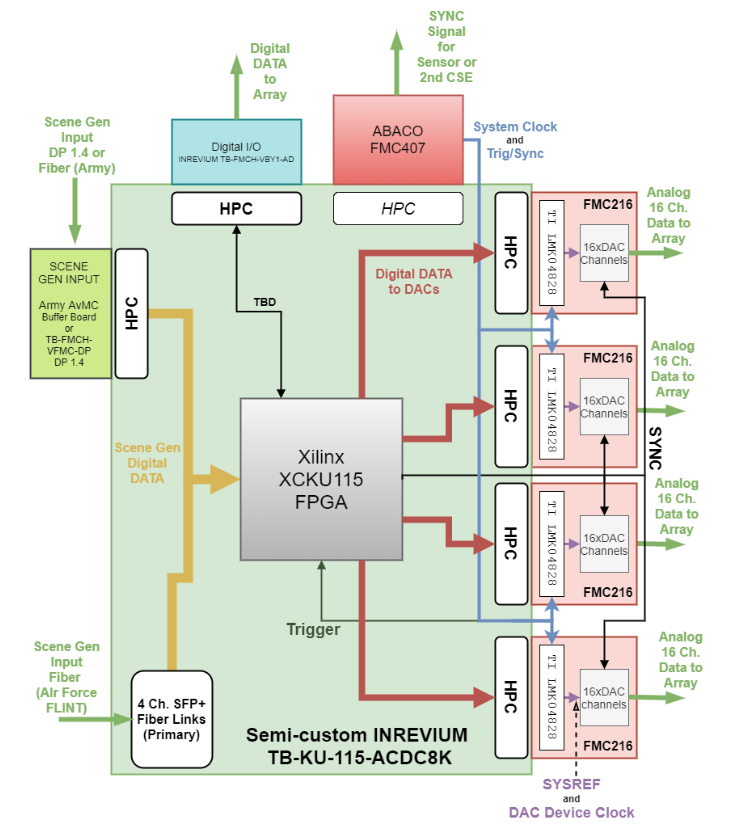 SYNC
Signal
for
Sensor or
2nd CSE
Digital
DATA
to
Array
Scene Gen
Input
DP 1.4 or
Fiber (Army)
Digital I/O
INREVIUM TB-FMCH-VBY1-AD
ABACO
FMC407
System Clock
and
Trig/Sync
HPC
HPC
SCENE
GEN INPUT
Army AvMC
Buffer Board
or
TB-FMCH-
VFMC-DP
DP 1.4
HPC
TBD
Digital DATA
to DACs
HPC
TI LMK04828
FMC216
16xDAC
Channels
Analog
16 Ch.
Data to
Array
HPC
TI LMK04828
FMC216
16xDAC
Channels
Analog
16 Ch.
Data to
Array
Scene Gen
Digital
DATA
Xilinx
XCKU115
FPGA
SYNC
HPC
TI LMK04828
16xDAC
Channels
FMC216
Analog
16 Ch.
Data to
Array
Trigger
HPC
TI LMK04828
16xDAC
channels
FMC216
Analog
16 Ch.
Data to
Array
Scene Gen
Input
Fiber
(AIr Force
FLINT)
4 Ch. SFP+
Fiber Links
(Primary)
Semi-custom INREVIUM
TB-KU-115-ACDC8K
SYSREF
and
DAC Device Clock